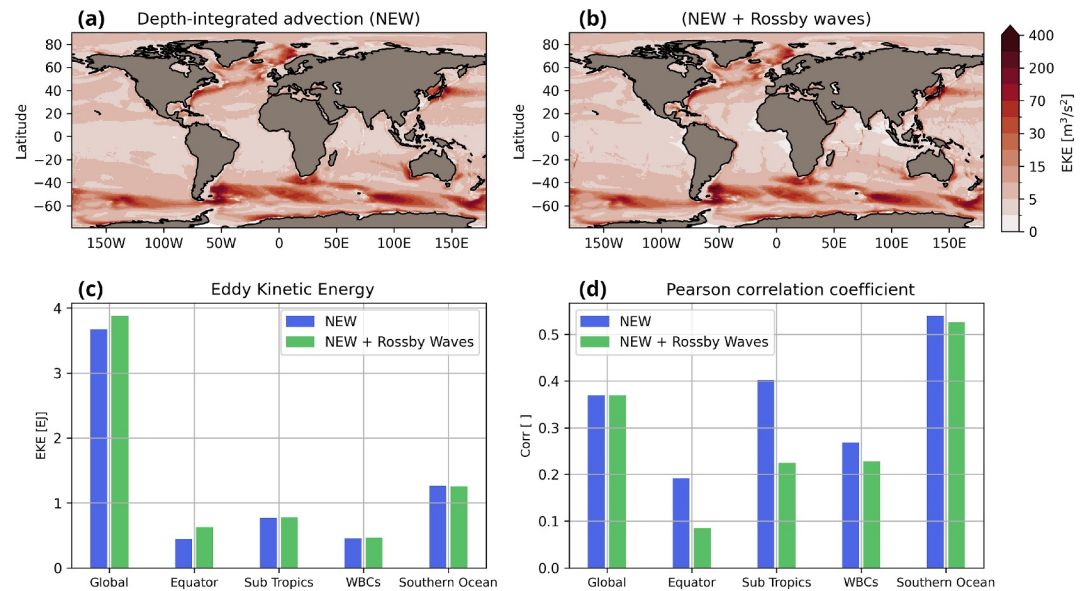 (a) Depth-integrated advection (NEW)
(b) (NEW + Rossby waves)
Latitude
80
60
40
20
0
−20
−40
−60
150W 100W 50W 0 50E 100E 150E
Latitude
80
60
40
20
0
−20
−40
−60
150W 100W 50W 0 50E 100E 150E
400
200
70
30
15
5
0
EKE [m³/s²]
(c) Eddy Kinetic Energy
NEW
NEW + Rossby Waves
EKE [EJ]
4
3
2
1
0
Global Equator Sub Tropics WBCs Southern Ocean
(d) Pearson correlation coefficient
NEW
NEW + Rossby Waves
Corr [ ]
0.5
0.4
0.3
0.2
0.1
0.0
Global Equator Sub Tropics WBCs Southern Ocean